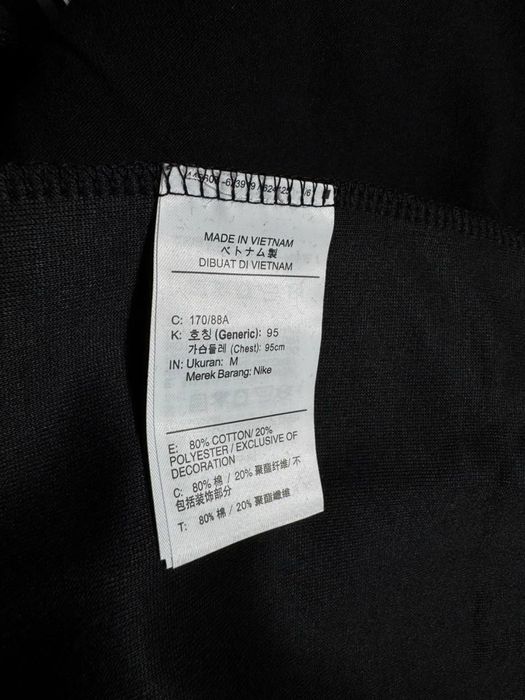 MADE IN VIETNAM
ベトナム製
DIBUAT DI VIETNAM
C: 170/88A
K: 호칭 (Generic): 95
가슴둘레 (Chest): 95cm
IN: Ukuran: M
Merek Barang: Nike
E: 80% COTTON/ 20%
POLYESTER / EXCLUSIVE OF
DECORATION
C: 80% 棉 / 20% 聚酯纤维/ 不
包括装饰部分
T: 80% 棉 / 20% 聚酯纖維